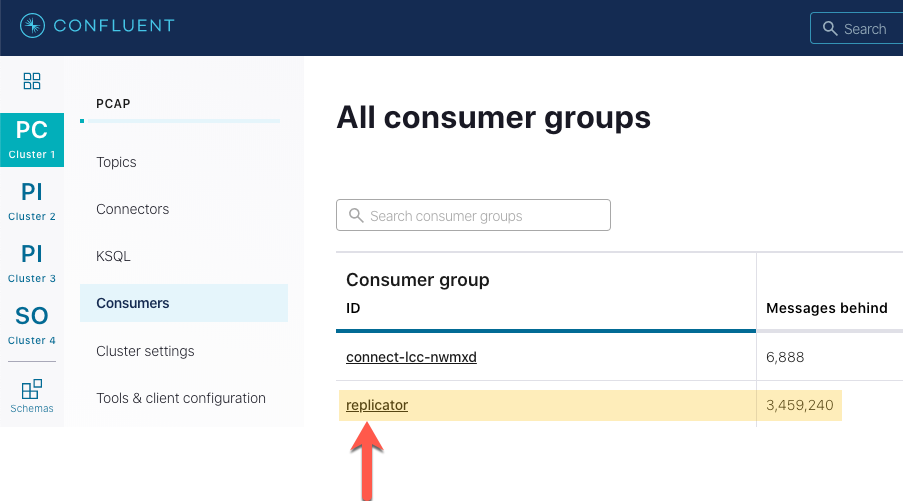 CONFLUENT
Search
PC
Cluster 1
PI
Cluster 2
PI
Cluster 3
SO
Cluster 4
Schemas
PCAP
Topics
Connectors
KSQL
Consumers
Cluster settings
Tools & client configuration
All consumer groups
Search consumer groups
Consumer group
ID
Messages behind
connect-lcc-nwmxd
6,888
replicator
3,459,240